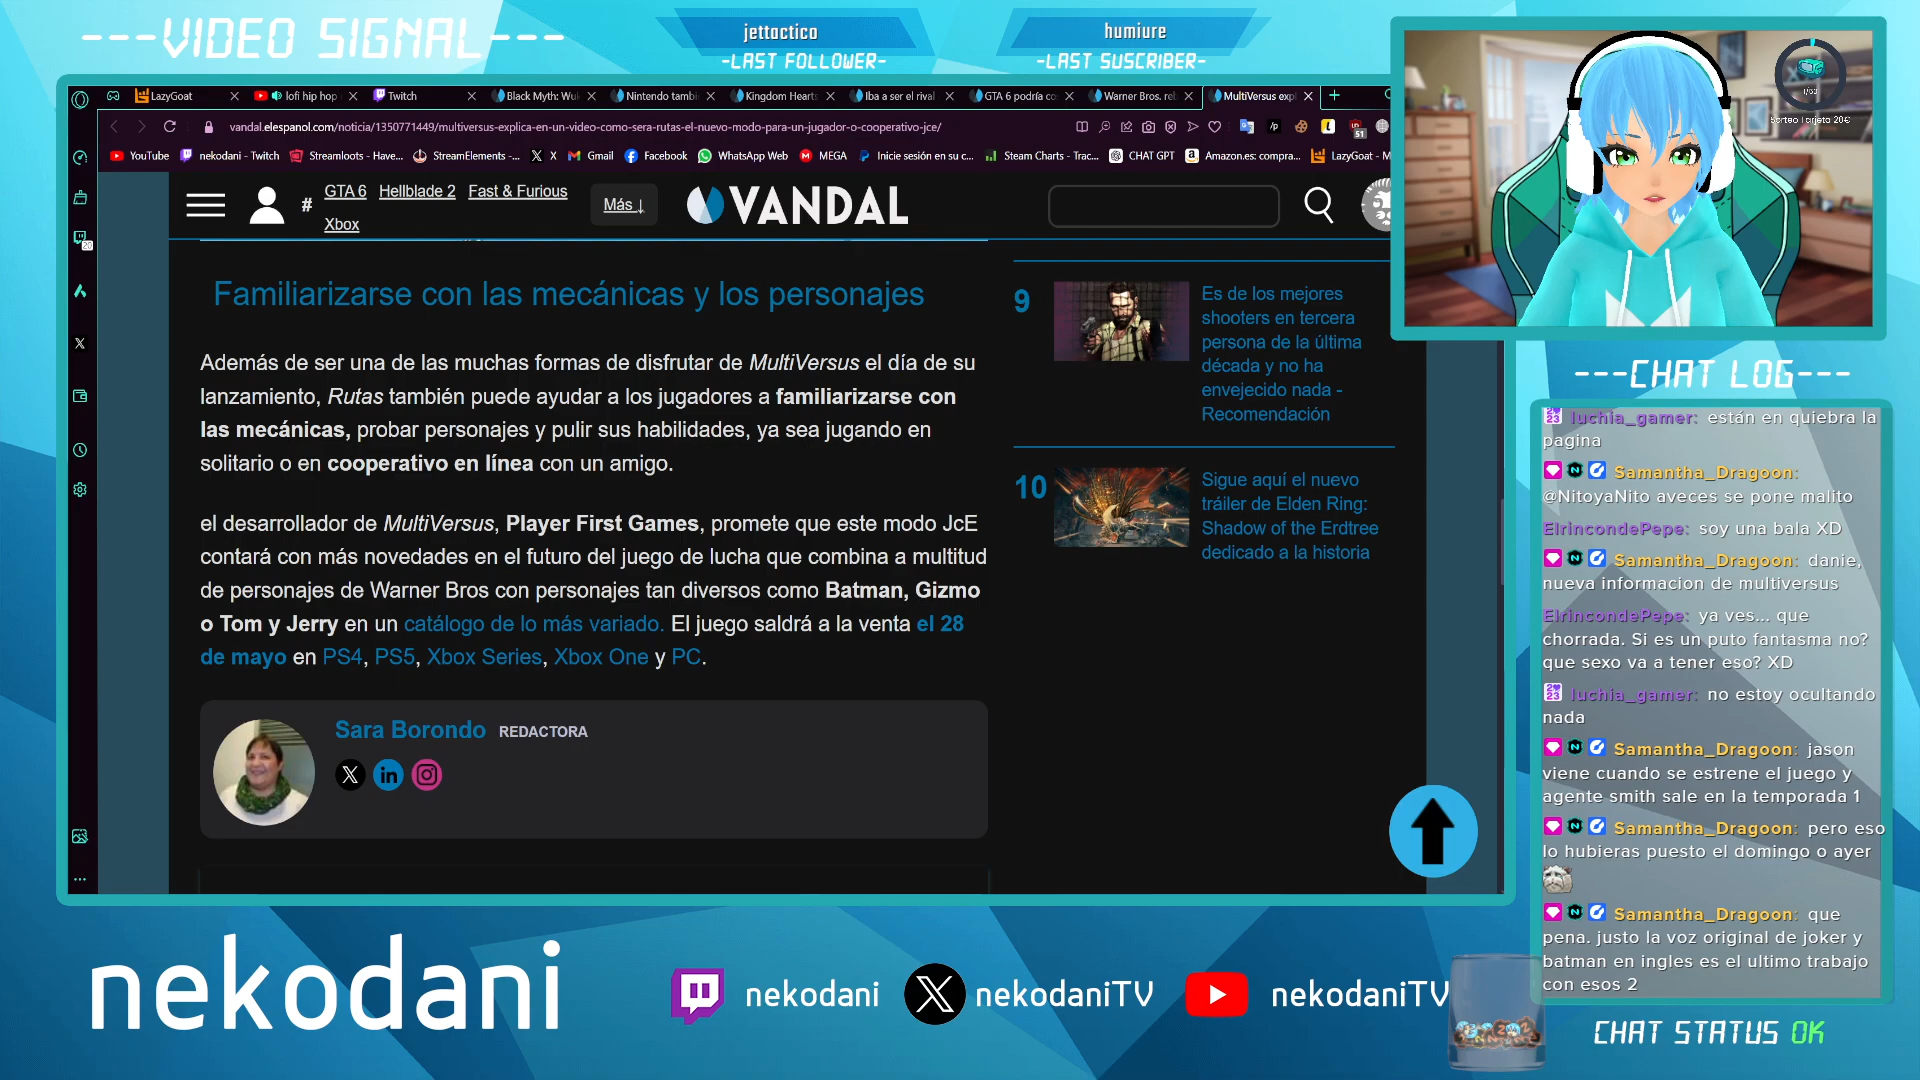 ---VIDEO SIGNAL---
jettactico
-LAST FOLLOWER-
humiure
-LAST SUSCRIBER-
LazyGoat
lofi hip hop
Twitch
Black Myth: Wuk
Nintendo tambi
Kingdom Hearts
Iba a ser el rival
GTA 6 podría co
Warner Bros. rel
MultiVersus expl
vandal.elespanol.com/noticia/1350771449/multiversus-explica-en-un-video-como-sera-rutas-el-nuevo-modo-para-un-jugador-o-cooperativo-jce/
51
YouTube
nekodani - Twitch
Streamloots - Have...
StreamElements -...
X
Gmail
Facebook
WhatsApp Web
MEGA
Inicie sesión en su c...
Steam Charts - Trac...
CHAT GPT
Amazon.es: compra...
LazyGoat - M
20
# GTA 6 Hellblade 2 Fast & Furious
Xbox
Más ↓
VANDAL
Familiarizarse con las mecánicas y los personajes
Además de ser una de las muchas formas de disfrutar de MultiVersus el día de su
lanzamiento, Rutas también puede ayudar a los jugadores a familiarizarse con
las mecánicas, probar personajes y pulir sus habilidades, ya sea jugando en
solitario o en cooperativo en línea con un amigo.
el desarrollador de MultiVersus, Player First Games, promete que este modo JcE
contará con más novedades en el futuro del juego de lucha que combina a multitud
de personajes de Warner Bros con personajes tan diversos como Batman, Gizmo
o Tom y Jerry en un catálogo de lo más variado. El juego saldrá a la venta el 28
de mayo en PS4, PS5, Xbox Series, Xbox One y PC.
Sara Borondo REDACTORA
9
Es de los mejores
shooters en tercera
persona de la última
década y no ha
envejecido nada -
Recomendación
10
Sigue aquí el nuevo
tráiler de Elden Ring:
Shadow of the Erdtree
dedicado a la historia
Sorteo Tarjeta 20€
---CHAT LOG---
luchia_gamer: están en quiebra la
pagina
Samantha_Dragoon:
@NitoyaNito aveces se pone malito
ElrincondePepe: soy una bala XD
Samantha_Dragoon: danie,
nueva informacion de multiversus
ElrincondePepe: ya ves... que
chorrada. Si es un puto fantasma no?
que sexo va a tener eso? XD
luchia_gamer: no estoy ocultando
nada
Samantha_Dragoon: jason
viene cuando se estrene el juego y
agente smith sale en la temporada 1
Samantha_Dragoon: pero eso
lo hubieras puesto el domingo o ayer
Samantha_Dragoon: que
pena. justo la voz original de joker y
batman en ingles es el ultimo trabajo
con esos 2
CHAT STATUS OK
nekodani
nekodani
nekodaniTV
nekodaniTV